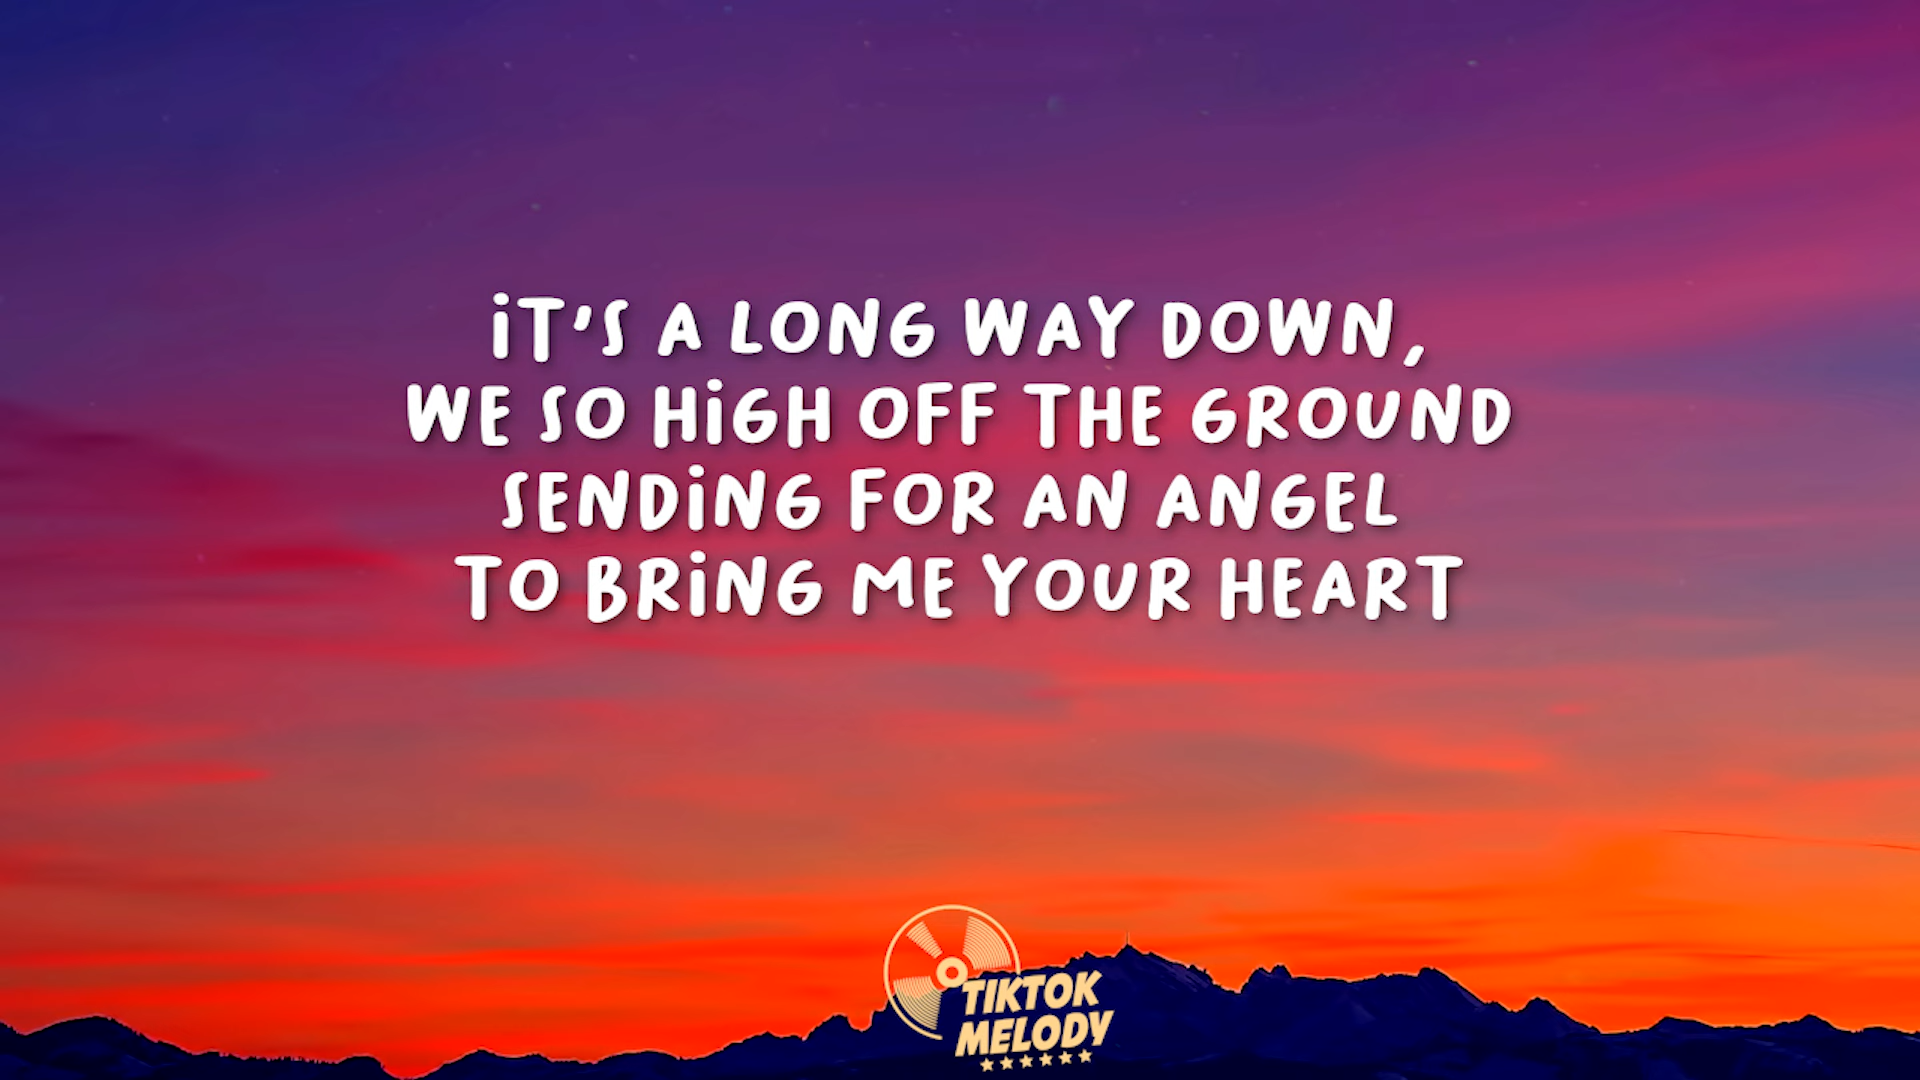 IT'S A LONG WAY DOWN,
WE SO HIGH OFF THE GROUND
SENDING FOR AN ANGEL
TO BRING ME YOUR HEART
TIKTOK
MELODY